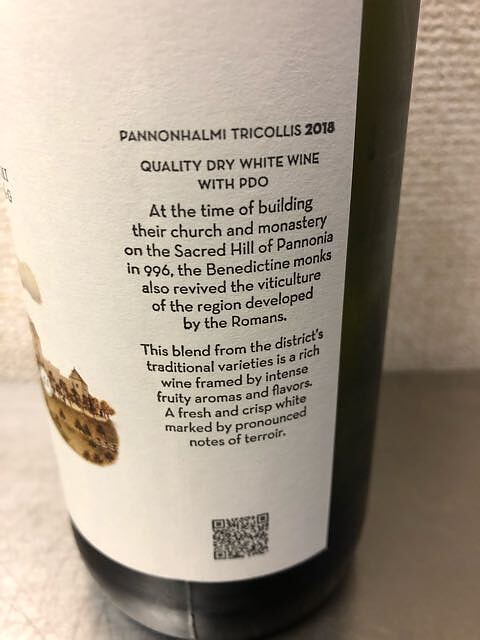 PANNONHALMI TRICOLLIS 2018
QUALITY DRY WHITE WINE
WITH PDO
At the time of building
their church and monastery
on the Sacred Hill of Pannonia
in 996, the Benedictine monks
also revived the viticulture
of the region developed
by the Romans.
This blend from the district's
traditional varieties is a rich
wine framed by intense
fruity aromas and flavors.
A fresh and crisp white
marked by pronounced
notes of terroir.